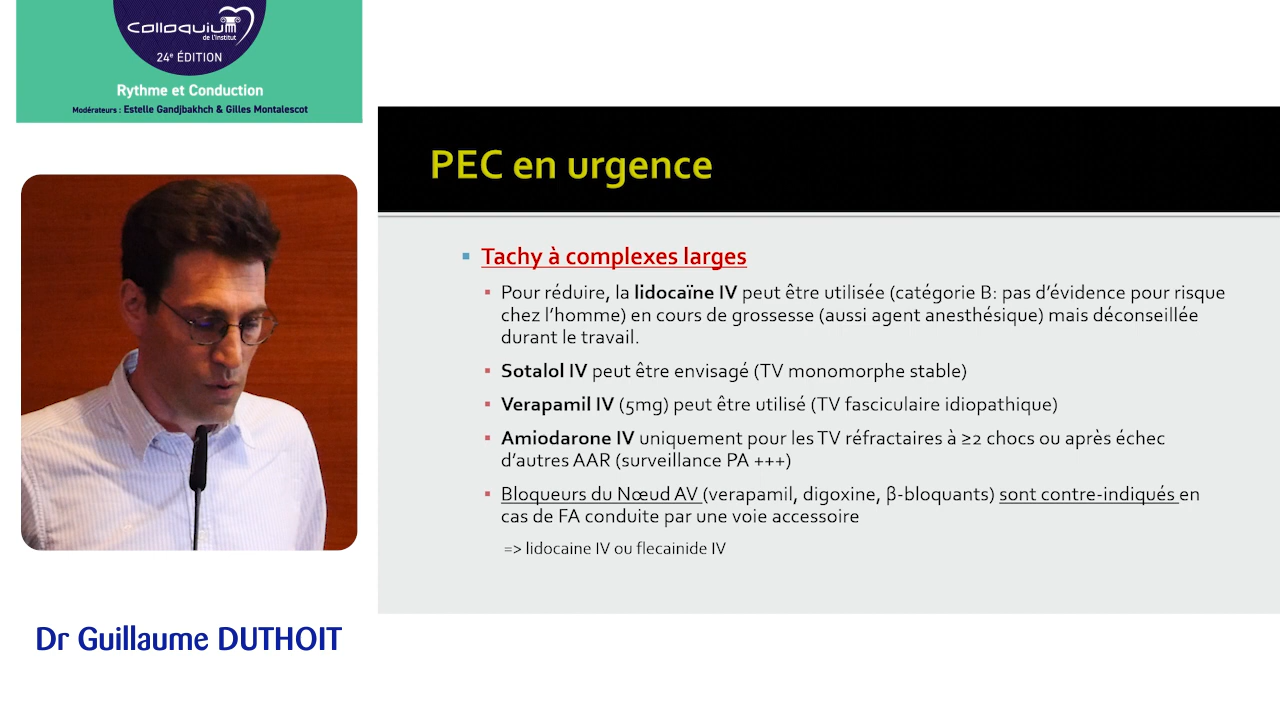 Colloquium
de l'Institut
24e ÉDITION
Rythme et Conduction
Modérateurs : Estelle Gandjbakhch & Gilles Montalescot
PEC en urgence
Tachy à complexes larges
Pour réduire, la lidocaïne IV peut être utilisée (catégorie B: pas d'évidence pour risque
chez l'homme) en cours de grossesse (aussi agent anesthésique) mais déconseillée
durant le travail.
Sotalol IV peut être envisagé (TV monomorphe stable)
Verapamil IV (5mg) peut être utilisé (TV fasciculaire idiopathique)
Amiodarone IV uniquement pour les TV réfractaires à ≥2 chocs ou après échec
d'autres AAR (surveillance PA +++)
Bloqueurs du Nœud AV (verapamil, digoxine, β-bloquants) sont contre-indiqués en
cas de FA conduite par une voie accessoire
=> lidocaine IV ou flecainide IV
Dr Guillaume DUTHOIT